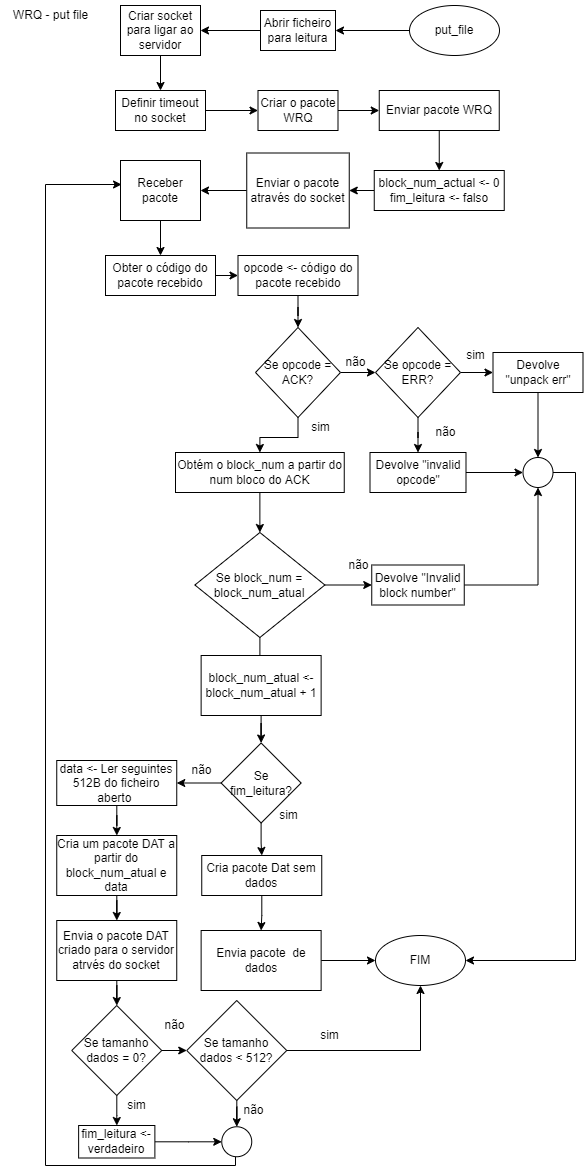 WRQ - put file
put_file
Abrir ficheiro
para leitura
Criar socket
para ligar ao
servidor
Definir timeout
no socket
Criar o pacote
WRQ
Enviar pacote WRQ
block_num_actual <- 0
fim_leitura <- falso
Enviar o pacote
através do socket
Receber
pacote
Obter o código do
pacote recebido
opcode <- código do
pacote recebido
Se opcode =
ACK?
não
Se opcode =
ERR?
sim
Devolve
"unpack err"
sim
não
Devolve "invalid
opcode"
Obtém o block_num a partir do
num bloco do ACK
Se block_num =
block_num_atual
não
Devolve "Invalid
block number"
block_num_atual <-
block_num_atual + 1
Se
fim_leitura?
não
sim
data <- Ler seguintes
512B do ficheiro
aberto
Cria um pacote DAT a
partir do
block_num_atual e
data
Cria pacote Dat sem
dados
Envia o pacote DAT
criado para o servidor
atrvés do socket
Envia pacote  de
dados
FIM
Se tamanho
dados = 0?
não
Se tamanho
dados < 512?
sim
sim
não
fim_leitura <-
verdadeiro